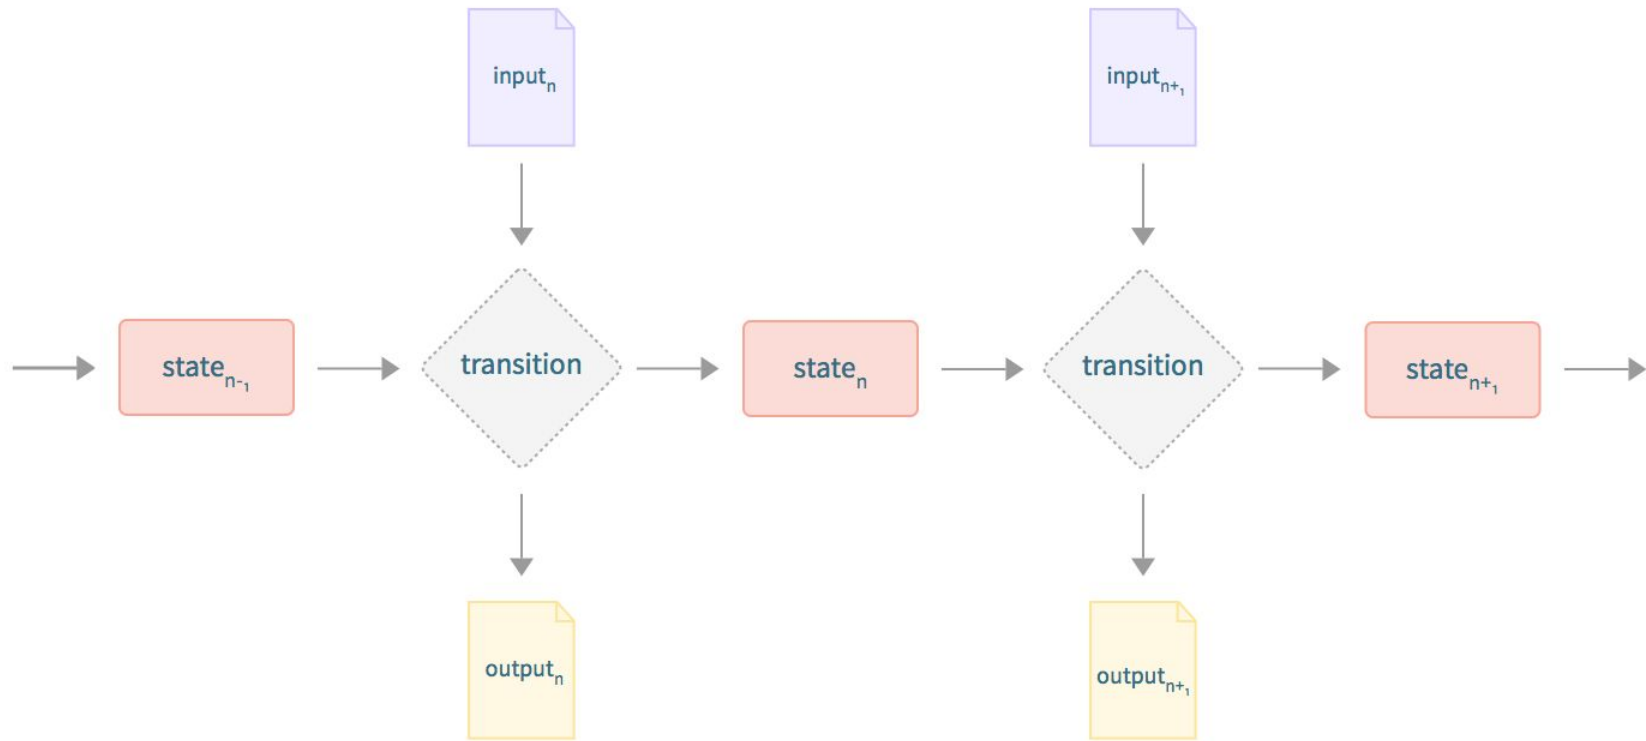 input n
input n+1
state n-1
transition
state n
transition
state n+1
output n
output n+1